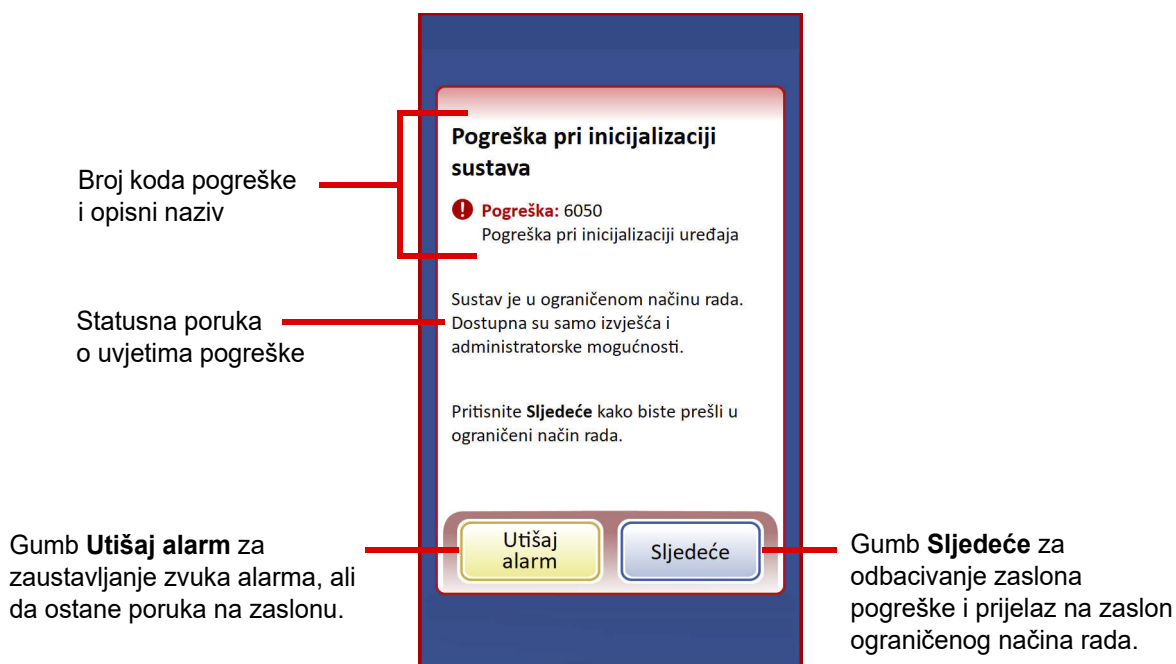 Pogreška pri inicijalizaciji
sustava
Broj koda pogreške
i opisni naziv
Pogreška: 6050
Pogreška pri inicijalizaciji uređaja
Statusna poruka
o uvjetima pogreške
Sustav je u ograničenom načinu rada.
Dostupna su samo izvješća i
administratorske mogućnosti.
Pritisnite Sljedeće kako biste prešli u
ograničeni način rada.
Utišaj
alarm
Sljedeće
Gumb Utišaj alarm za
zaustavljanje zvuka alarma, ali
da ostane poruka na zaslonu.
Gumb Sljedeće za
odbacivanje zaslona
pogreške i prijelaz na zaslon
ograničenog načina rada.